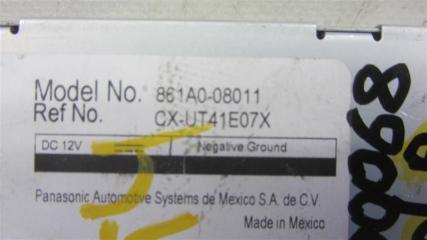 Model No. 861A0-08011
Ref No. CX-UT41E07X
DC 12V Negative Ground
Panasonic Automotive Systems de Mexico S.A. de C.V.
Made in Mexico